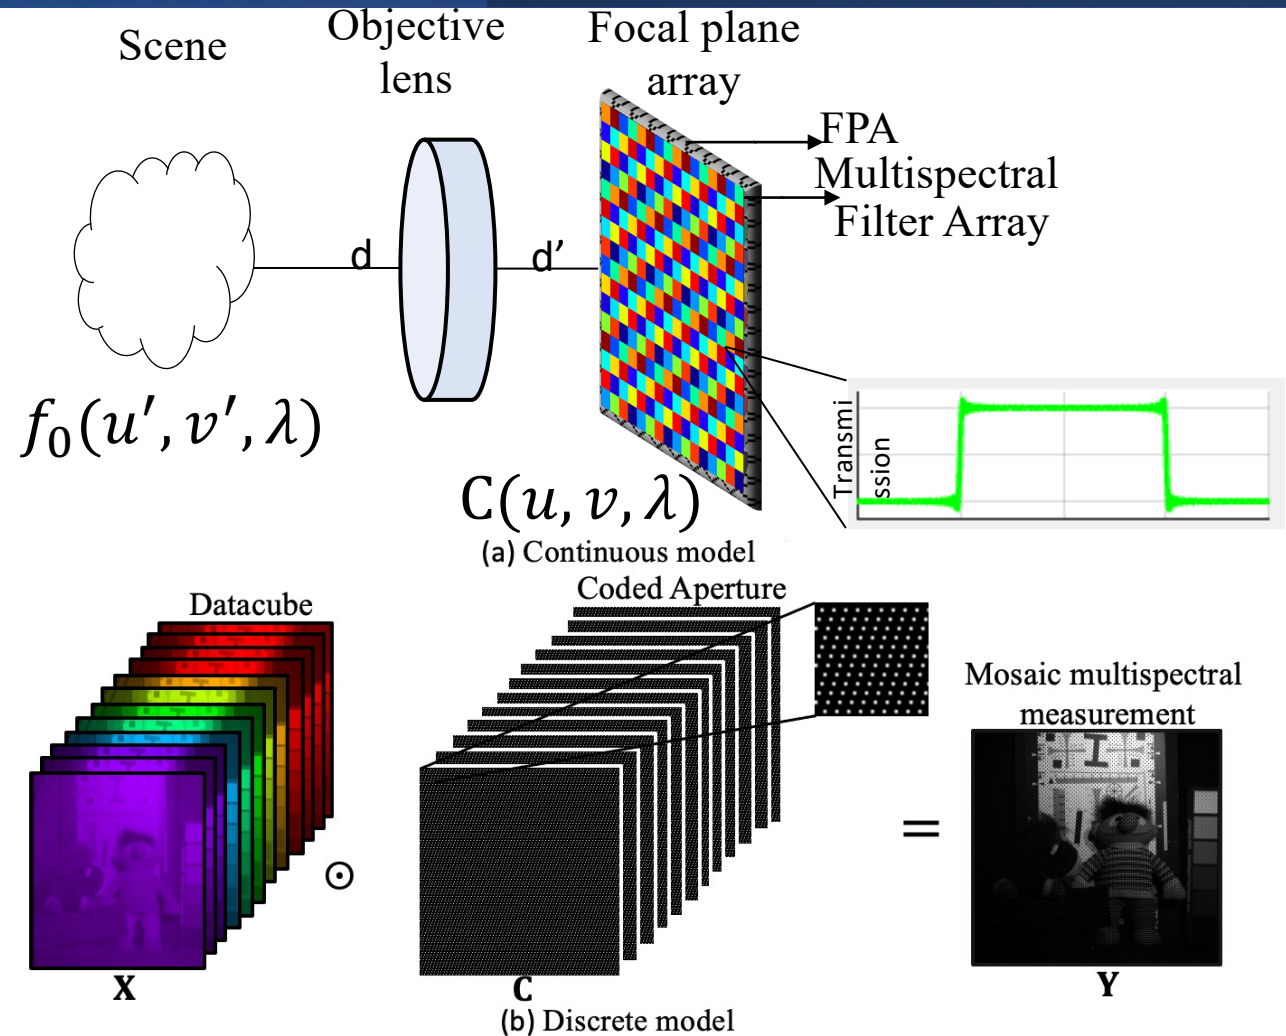 Scene
Objective
lens
Focal plane
array
FPA
Multispectral
Filter Array
d
d’
f₀(u′, v′, λ)
C(u, v, λ)
Transmi
ssion
(a) Continuous model
Datacube
Coded Aperture
Mosaic multispectral
measurement
⊙
=
X
C
Y
(b) Discrete model